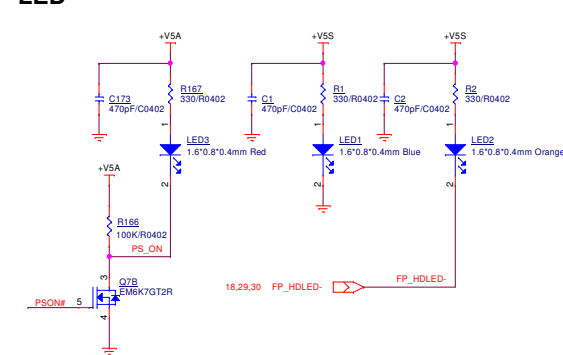 LED
+V5A
+V5S
+V5S
C173
470pF/C0402
R167
330/R0402
C1
470pF/C0402
R1
330/R0402
C2
470pF/C0402
R2
330/R0402
1
LED3
1.6*0.8*0.4mm Red
2
1
LED1
1.6*0.8*0.4mm Blue
2
1
LED2
1.6*0.8*0.4mm Orange
2
+V5A
R166
100K/R0402
PS_ON
3
Q7B
EM6K7GT2R
PSON# 5
4
18,29,30 FP_HDLED-
FP_HDLED-